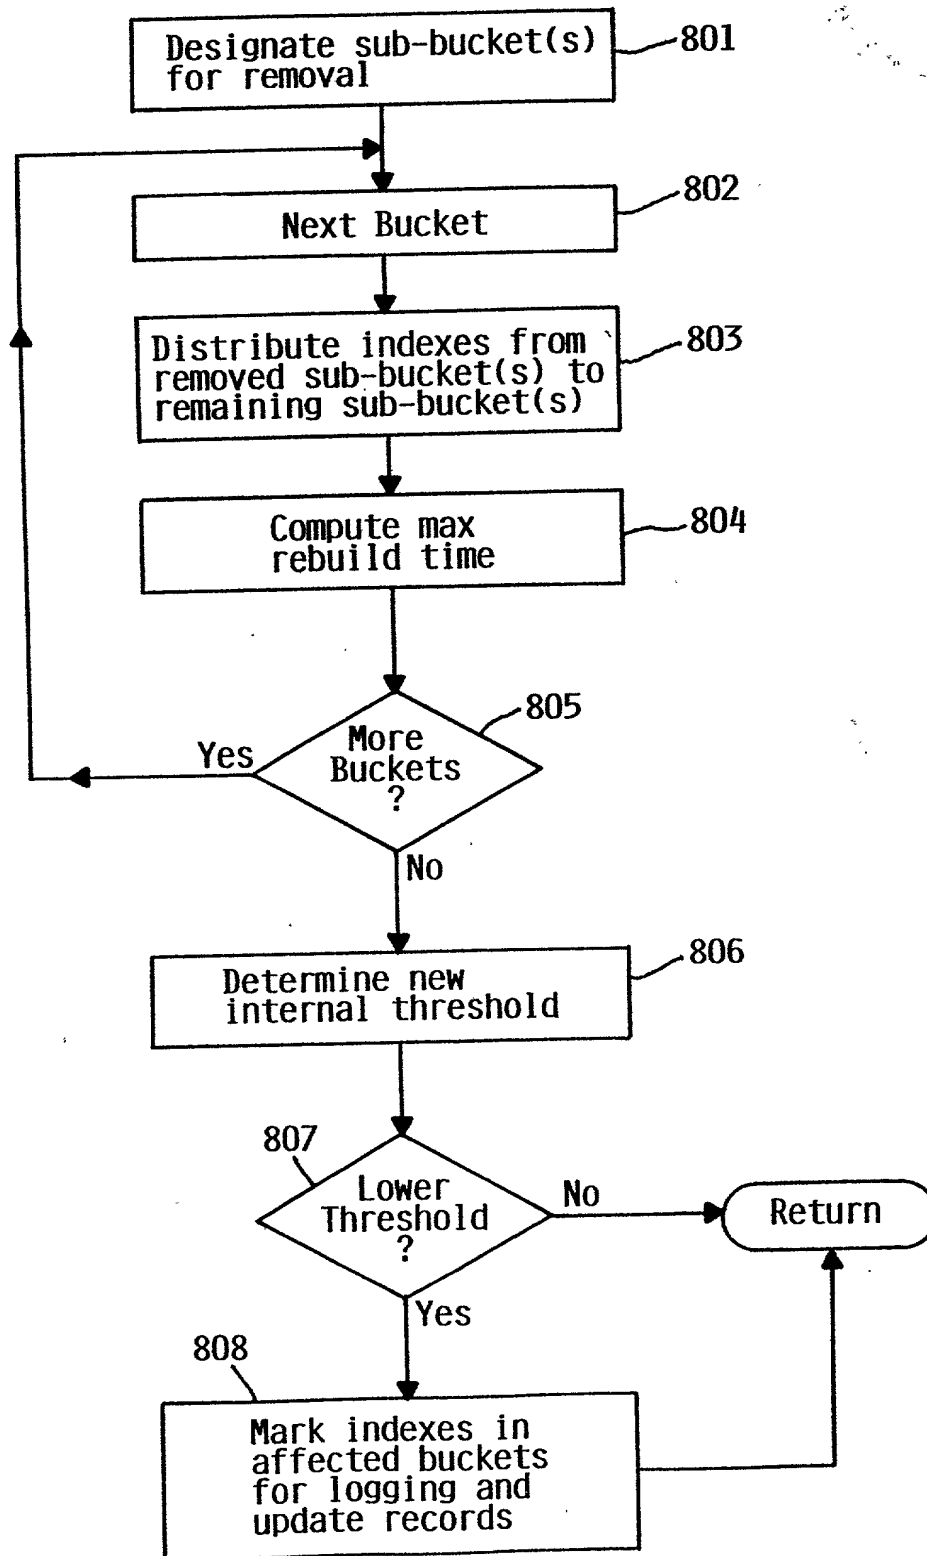 Designate sub-bucket(s)
for removal
801
Next Bucket
802
Distribute indexes from
removed sub-bucket(s) to
remaining sub-bucket(s)
803
Compute max
rebuild time
804
More
Buckets
?
805
Yes
No
Determine new
internal threshold
806
807
Lower
Threshold
?
No
Return
Yes
808
Mark indexes in
affected buckets
for logging and
update records